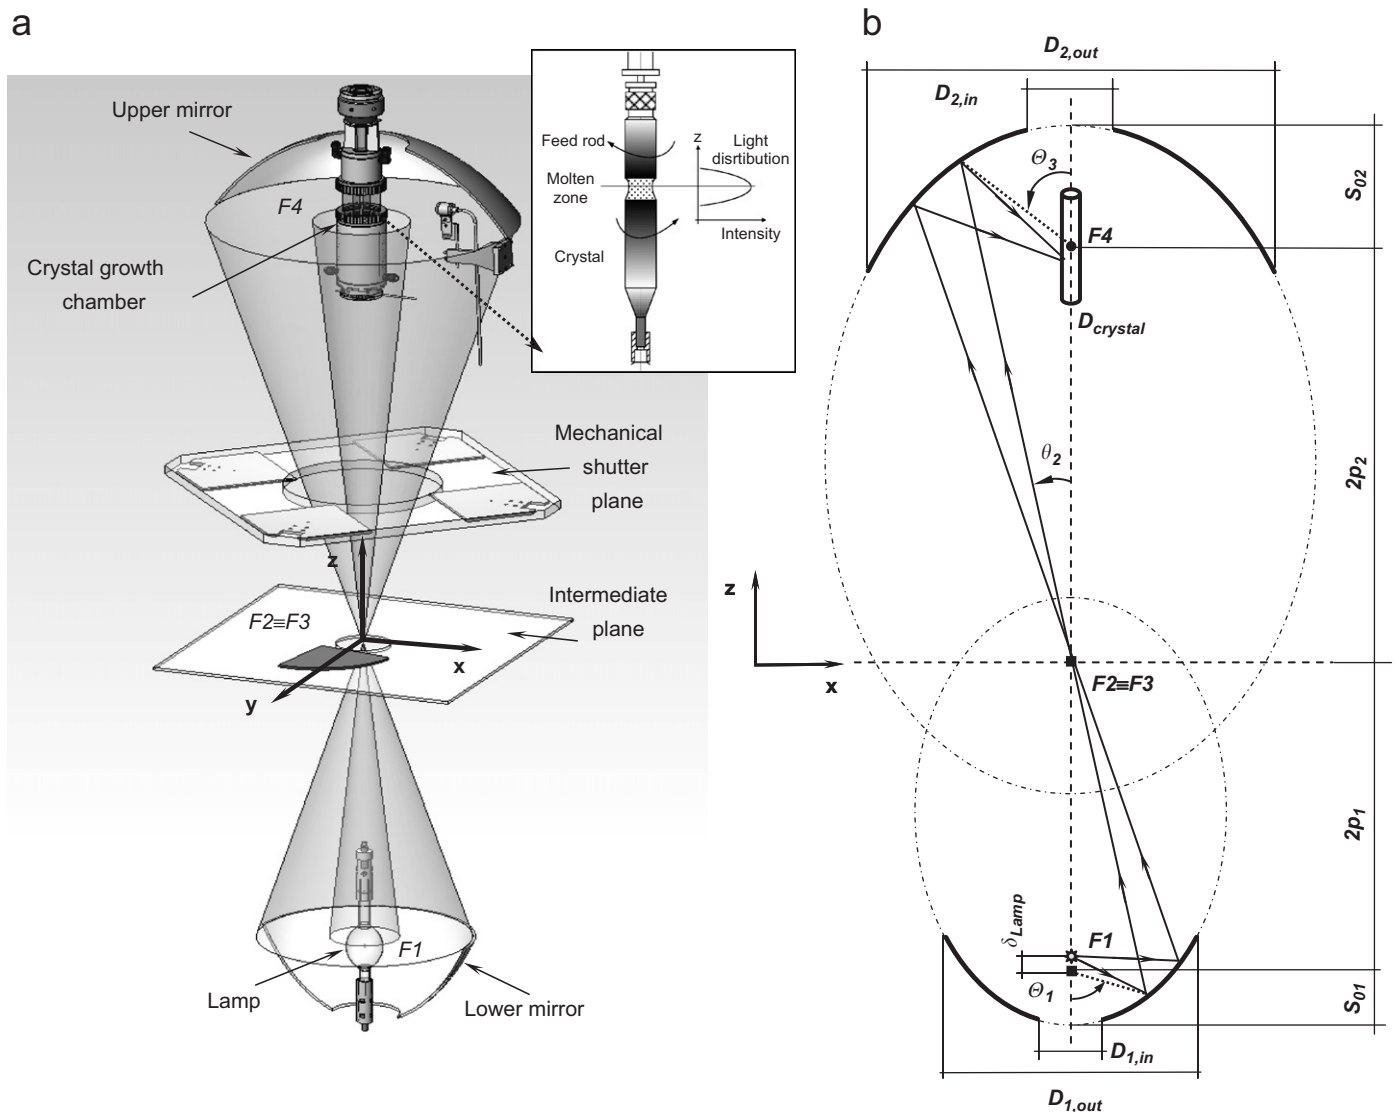 a
Upper mirror
F4
Crystal growth
chamber
Feed rod
Molten
zone
Crystal
z
Light
disrtibution
Intensity
Mechanical
shutter
plane
z
F2≡F3
Intermediate
plane
x
y
F1
Lamp
Lower mirror
b
D2,out
D2,in
Θ3
F4
Dcrystal
S02
θ2
2p2
z
x
F2≡F3
2p1
δLamp
F1
Θ1
S01
D1,in
D1,out